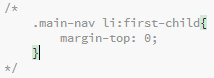 /*
    .main-nav li:first-child{
        margin-top: 0;
    }
*/